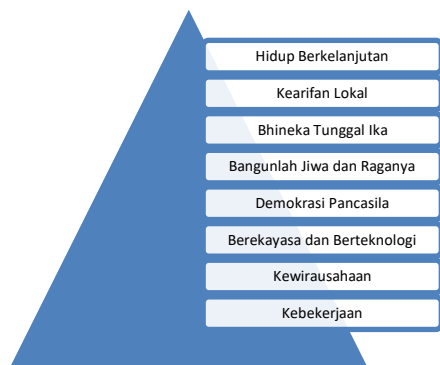 Hidup Berkelanjutan
Kearifan Lokal
Bhineka Tunggal Ika
Bangunlah Jiwa dan Raganya
Demokrasi Pancasila
Berekayasa dan Berteknologi
Kewirausahaan
Kebekerjaan